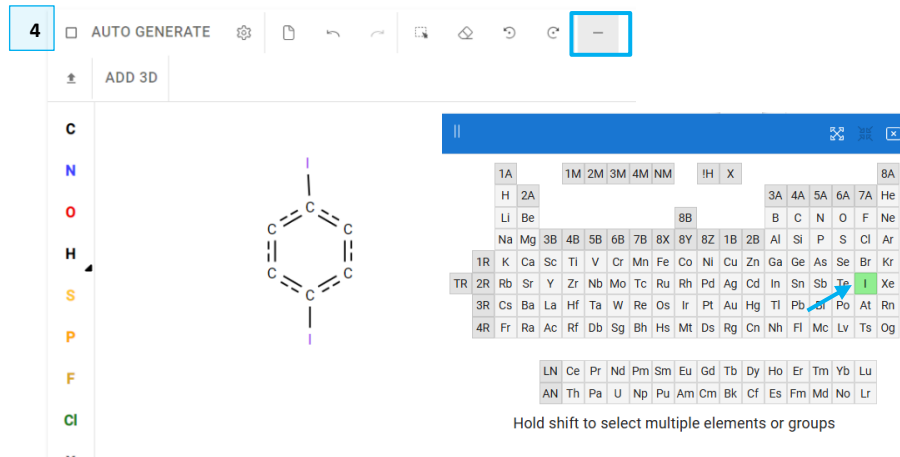 4
AUTO GENERATE
ADD 3D
C
N
O
H
S
P
F
Cl
I
C
C C
C C
C
I
1A 1M 2M 3M 4M NM !H X 8A
H 2A 3A 4A 5A 6A 7A He
Li Be 8B B C N O F Ne
Na Mg 3B 4B 5B 6B 7B 8X 8Y 8Z 1B 2B Al Si P S Cl Ar
1R K Ca Sc Ti V Cr Mn Fe Co Ni Cu Zn Ga Ge As Se Br Kr
TR 2R Rb Sr Y Zr Nb Mo Tc Ru Rh Pd Ag Cd In Sn Sb Te I Xe
3R Cs Ba La Hf Ta W Re Os Ir Pt Au Hg Tl Pb Bi Po At Rn
4R Fr Ra Ac Rf Db Sg Bh Hs Mt Ds Rg Cn Nh Fl Mc Lv Ts Og
LN Ce Pr Nd Pm Sm Eu Gd Tb Dy Ho Er Tm Yb Lu
AN Th Pa U Np Pu Am Cm Bk Cf Es Fm Md No Lr
Hold shift to select multiple elements or groups